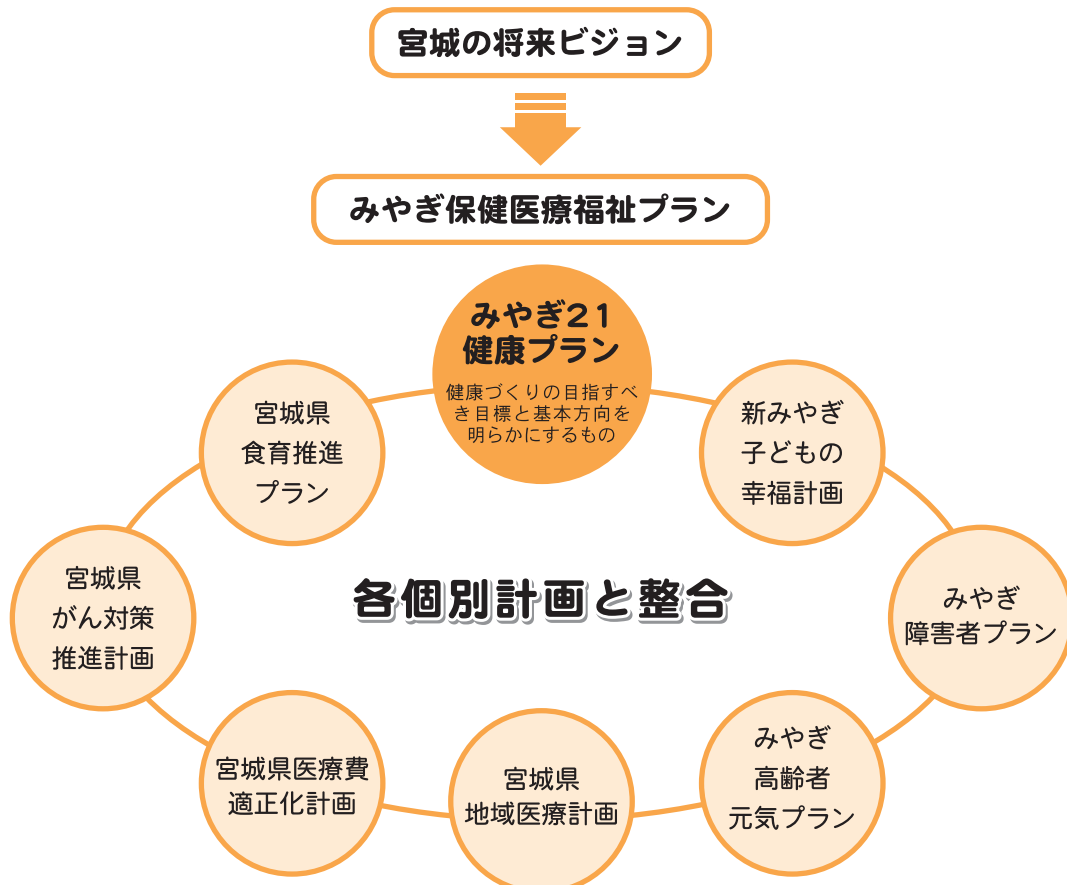 宮城の将来ビジョン
みやぎ保健医療福祉プラン
みやぎ21
健康プラン
健康づくりの目指すべ
き目標と基本方向を
明らかにするもの
宮城県
食育推進
プラン
新みやぎ
子どもの
幸福計画
宮城県
がん対策
推進計画
各個別計画と整合
みやぎ
障害者プラン
宮城県医療費
適正化計画
宮城県
地域医療計画
みやぎ
高齢者
元気プラン